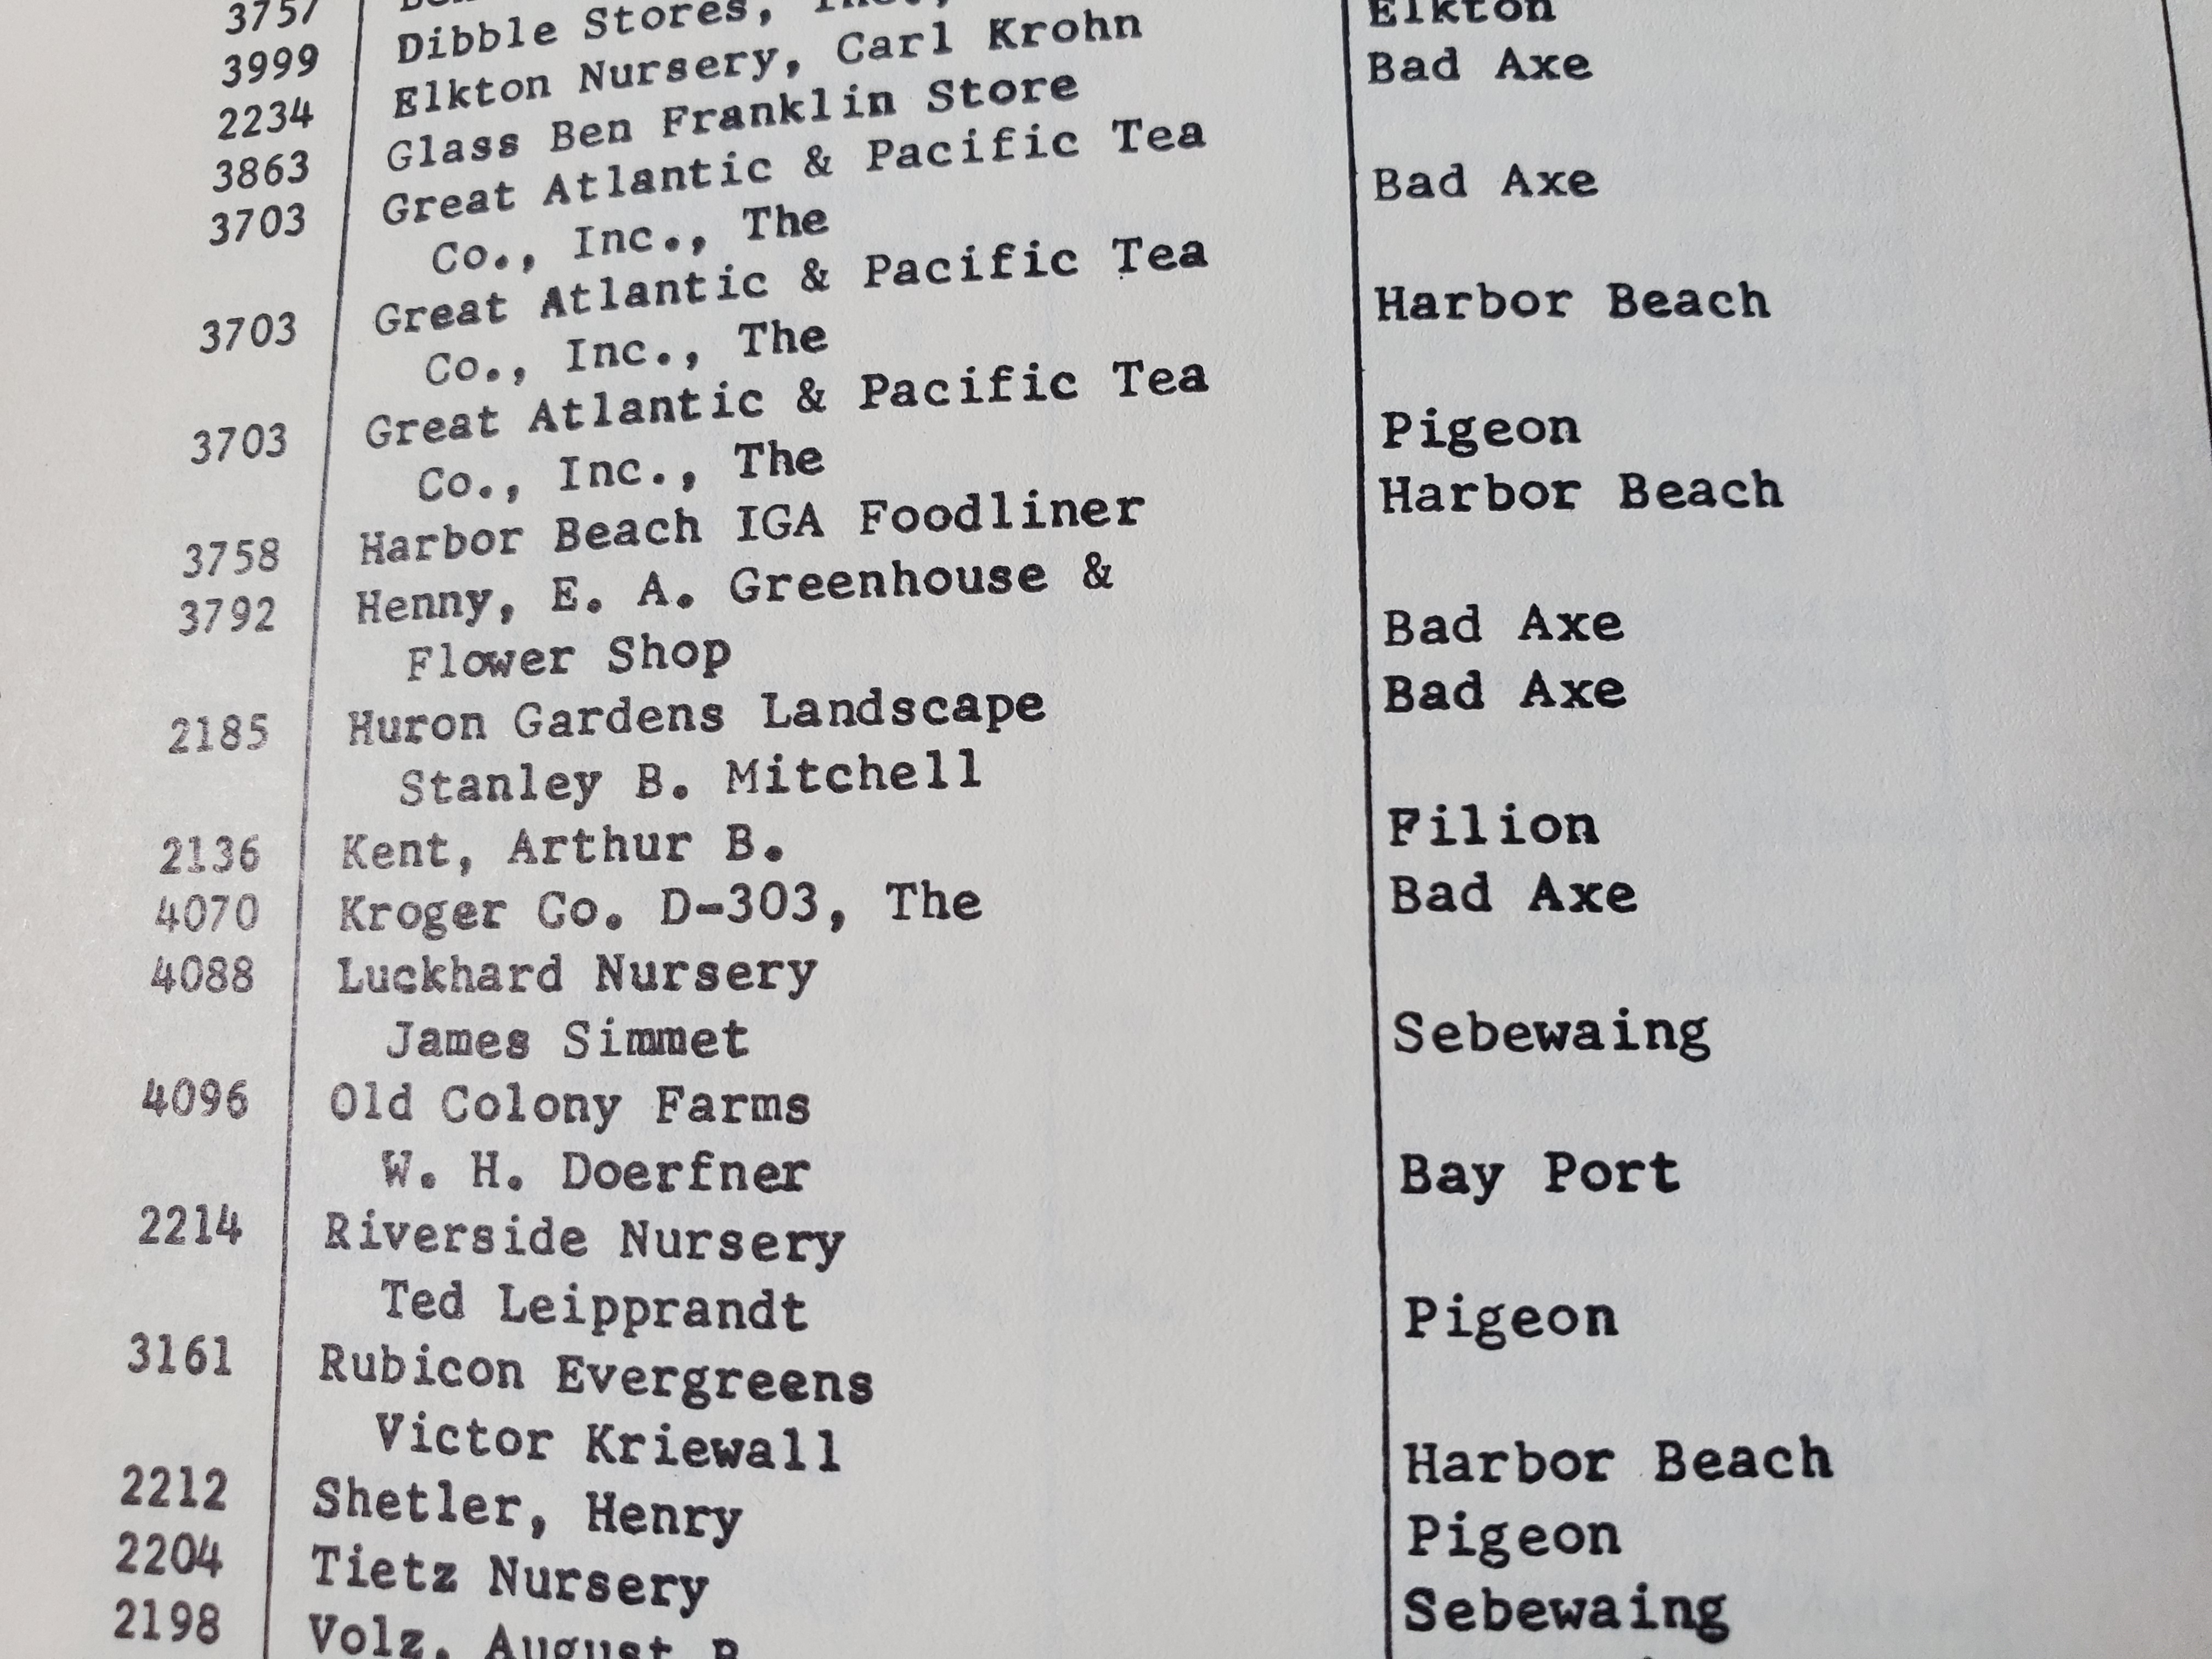 3757
3999 Dibble Stores,
2234 Elkton Nursery, Carl Krohn Elkton
3863 Glass Ben Franklin Store Bad Axe
3703 Great Atlantic & Pacific Tea
Co., Inc., The Bad Axe
3703 Great Atlantic & Pacific Tea
Co., Inc., The Harbor Beach
3703 Great Atlantic & Pacific Tea
Co., Inc., The Pigeon
3758 Harbor Beach IGA Foodliner Harbor Beach
3792 Henny, E. A. Greenhouse &
Flower Shop Bad Axe
2185 Huron Gardens Landscape Bad Axe
Stanley B. Mitchell
2136 Kent, Arthur B. Filion
4070 Kroger Co. D-303, The Bad Axe
4088 Luckhard Nursery
James Simmet Sebewaing
4096 Old Colony Farms
W. H. Doerfner Bay Port
2214 Riverside Nursery
Ted Leipprandt Pigeon
3161 Rubicon Evergreens
Victor Kriewall Harbor Beach
2212 Shetler, Henry Pigeon
2204 Tietz Nursery Sebewaing
2198 Volz, August